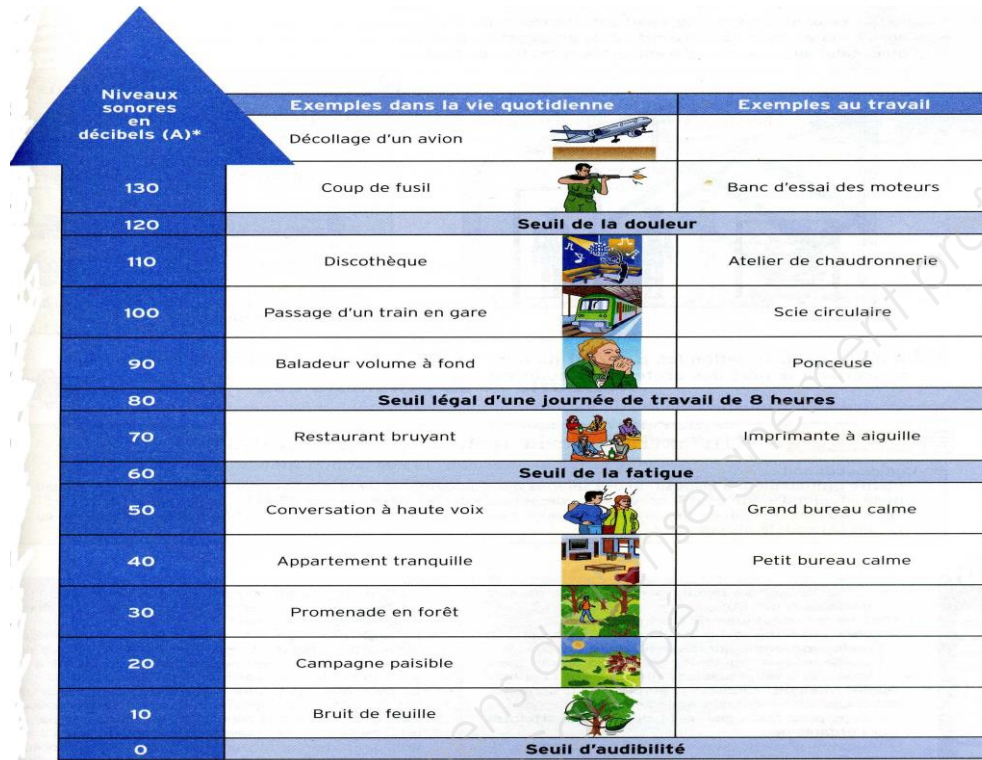 Niveaux
sonores
en
décibels (A)*
Exemples dans la vie quotidienne Exemples au travail
Décollage d'un avion
130 Coup de fusil Banc d'essai des moteurs
120 Seuil de la douleur
110 Discothèque Atelier de chaudronnerie
100 Passage d'un train en gare Scie circulaire
90 Baladeur volume à fond Ponceuse
80 Seuil légal d'une journée de travail de 8 heures
70 Restaurant bruyant Imprimante à aiguille
60 Seuil de la fatigue
50 Conversation à haute voix Grand bureau calme
40 Appartement tranquille Petit bureau calme
30 Promenade en forêt
20 Campagne paisible
10 Bruit de feuille
0 Seuil d'audibilité